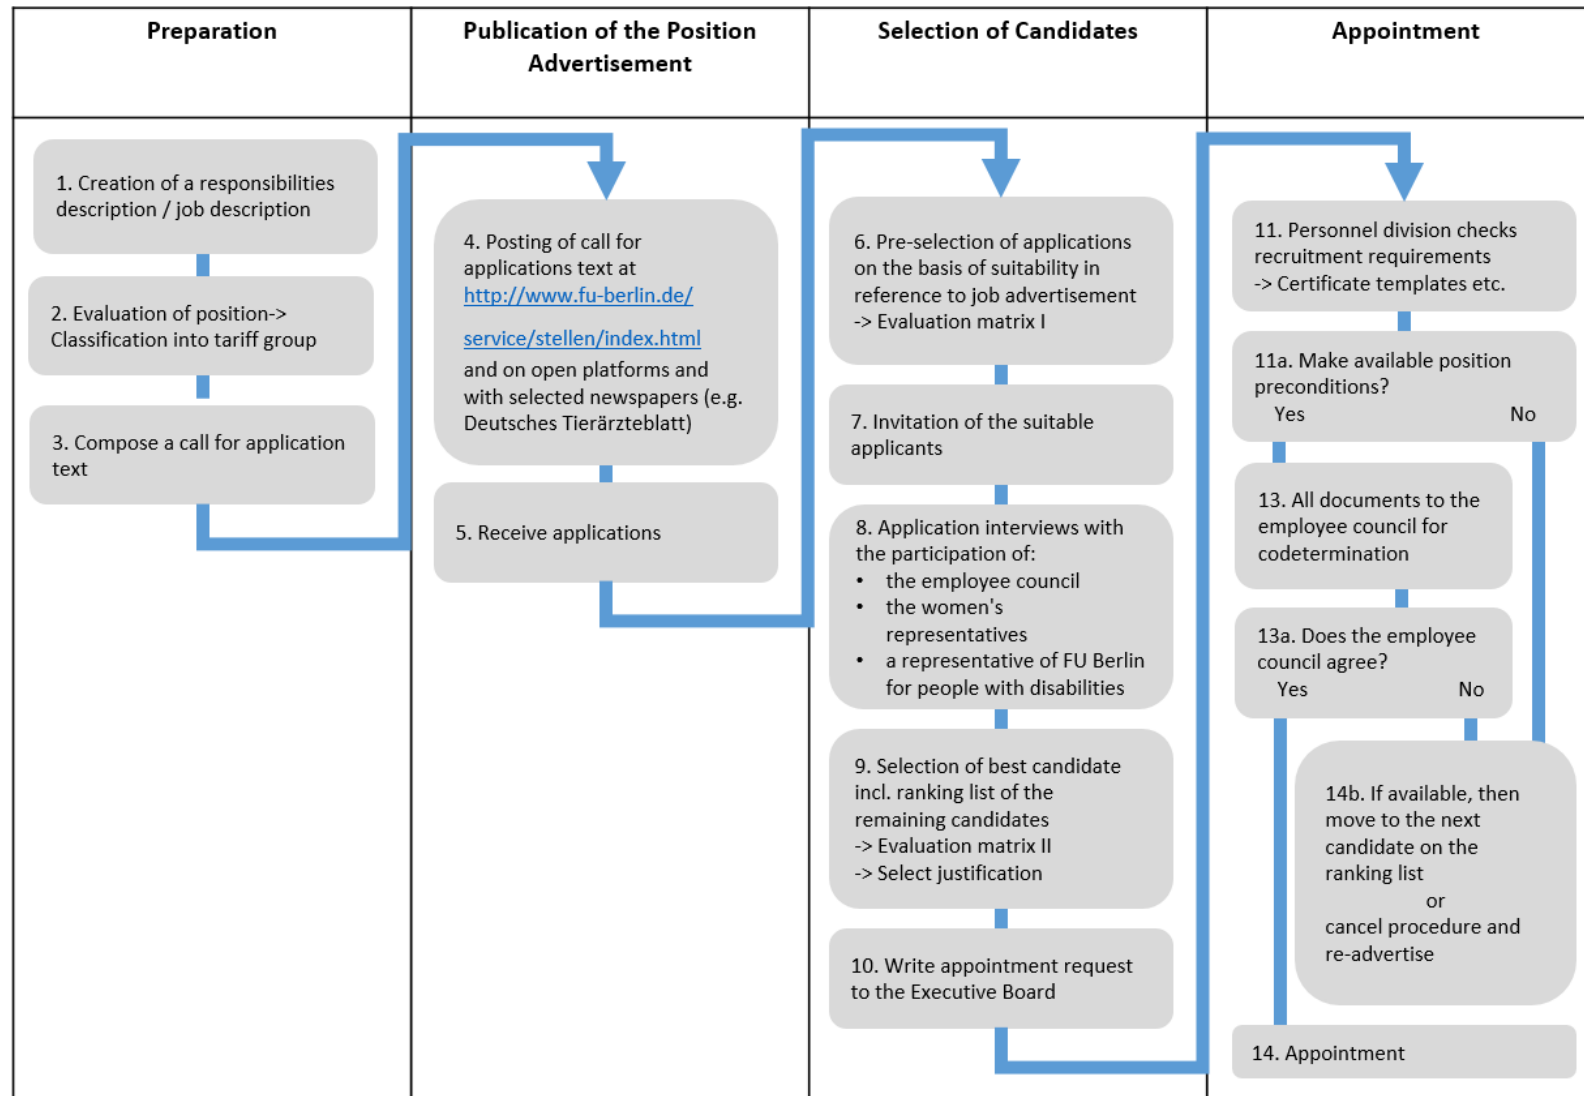 Preparation
Publication of the Position
Advertisement
Selection of Candidates
Appointment
1. Creation of a responsibilities
description / job description
2. Evaluation of position->
Classification into tariff group
3. Compose a call for application
text
4. Posting of call for
applications text at
http://www.fu-berlin.de/
service/stellen/index.html
and on open platforms and
with selected newspapers (e.g.
Deutsches Tierärzteblatt)
5. Receive applications
6. Pre-selection of applications
on the basis of suitability in
reference to job advertisement
-> Evaluation matrix I
7. Invitation of the suitable
applicants
8. Application interviews with
the participation of:
• the employee council
• the women's
representatives
• a representative of FU Berlin
for people with disabilities
9. Selection of best candidate
incl. ranking list of the
remaining candidates
-> Evaluation matrix II
-> Select justification
10. Write appointment request
to the Executive Board
11. Personnel division checks
recruitment requirements
-> Certificate templates etc.
11a. Make available position
preconditions?
Yes No
13. All documents to the
employee council for
codetermination
13a. Does the employee
council agree?
Yes No
14b. If available, then
move to the next
candidate on the
ranking list
or
cancel procedure and
re-advertise
14. Appointment